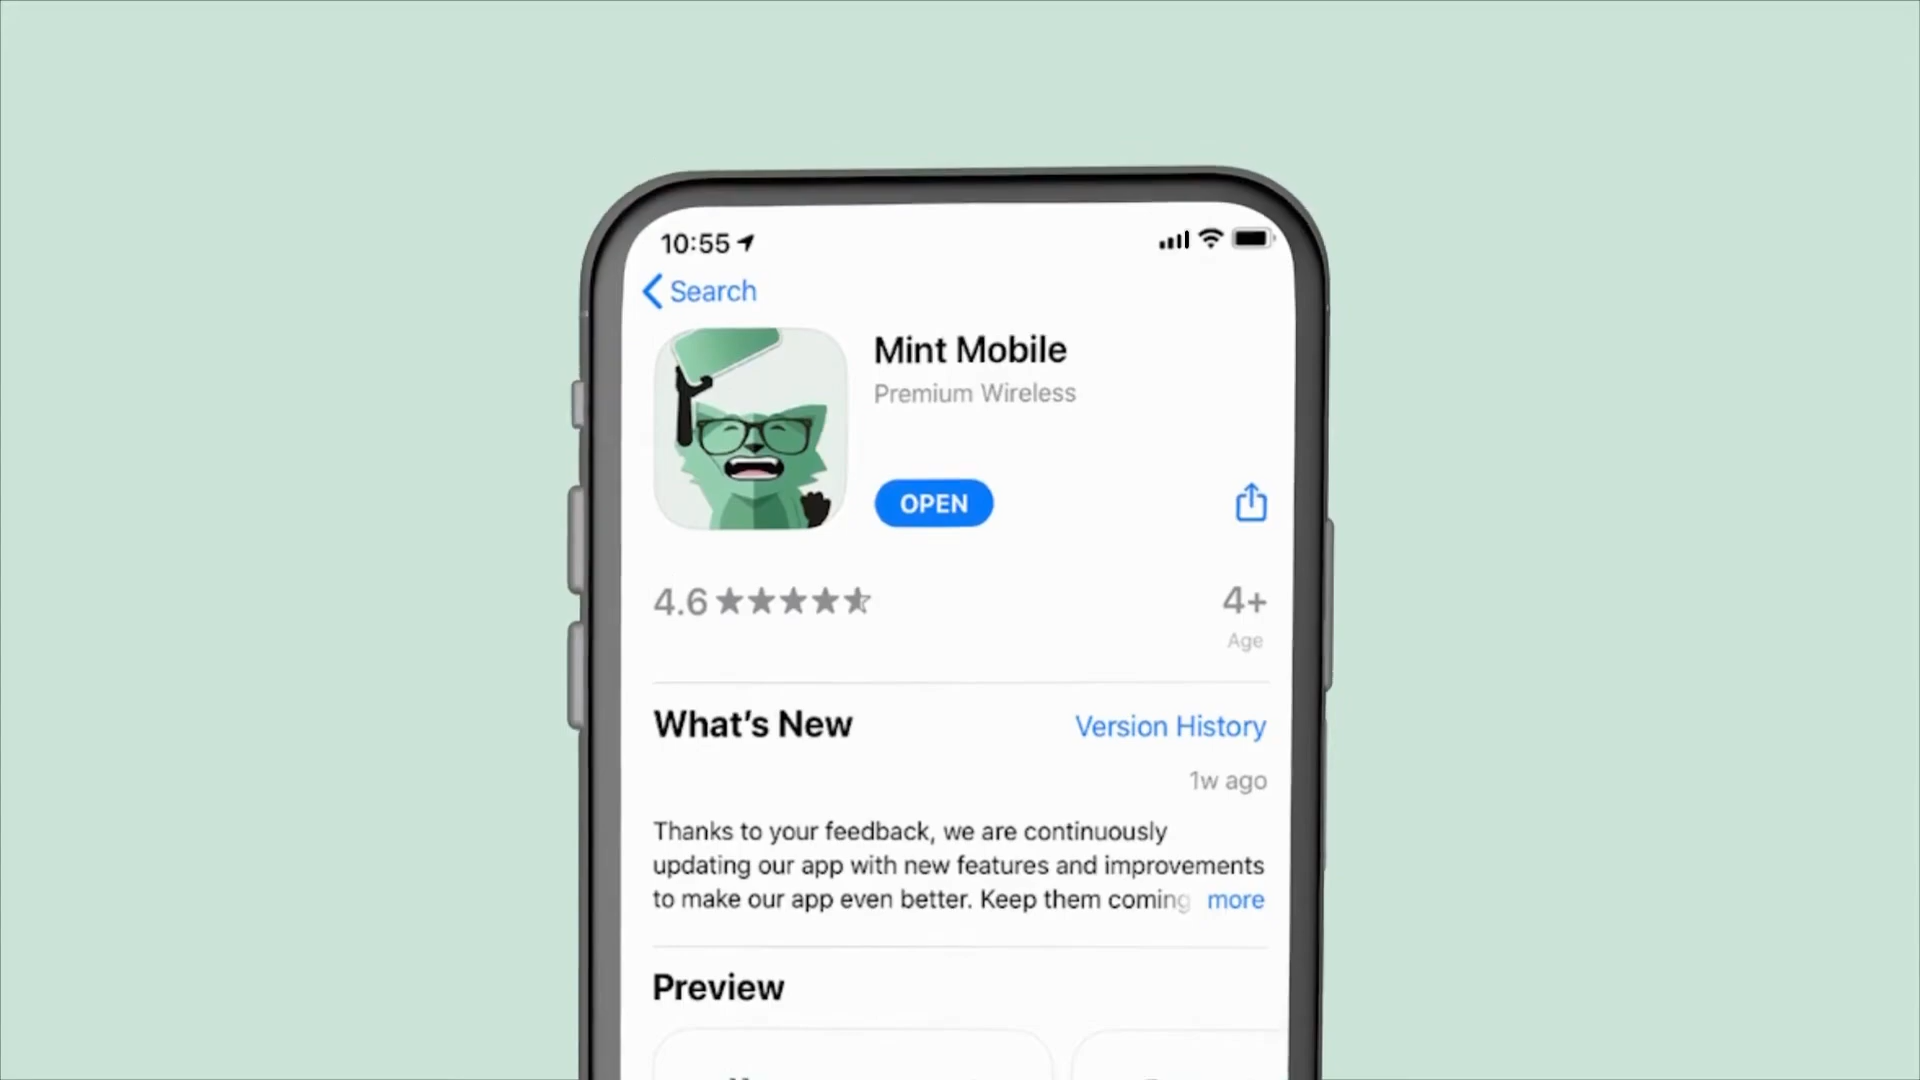 10:55
Search
Mint Mobile
Premium Wireless
OPEN
4.6
4+
Age
What's New
Version History
1w ago
Thanks to your feedback, we are continuously
updating our app with new features and improvements
to make our app even better. Keep them coming more
Preview